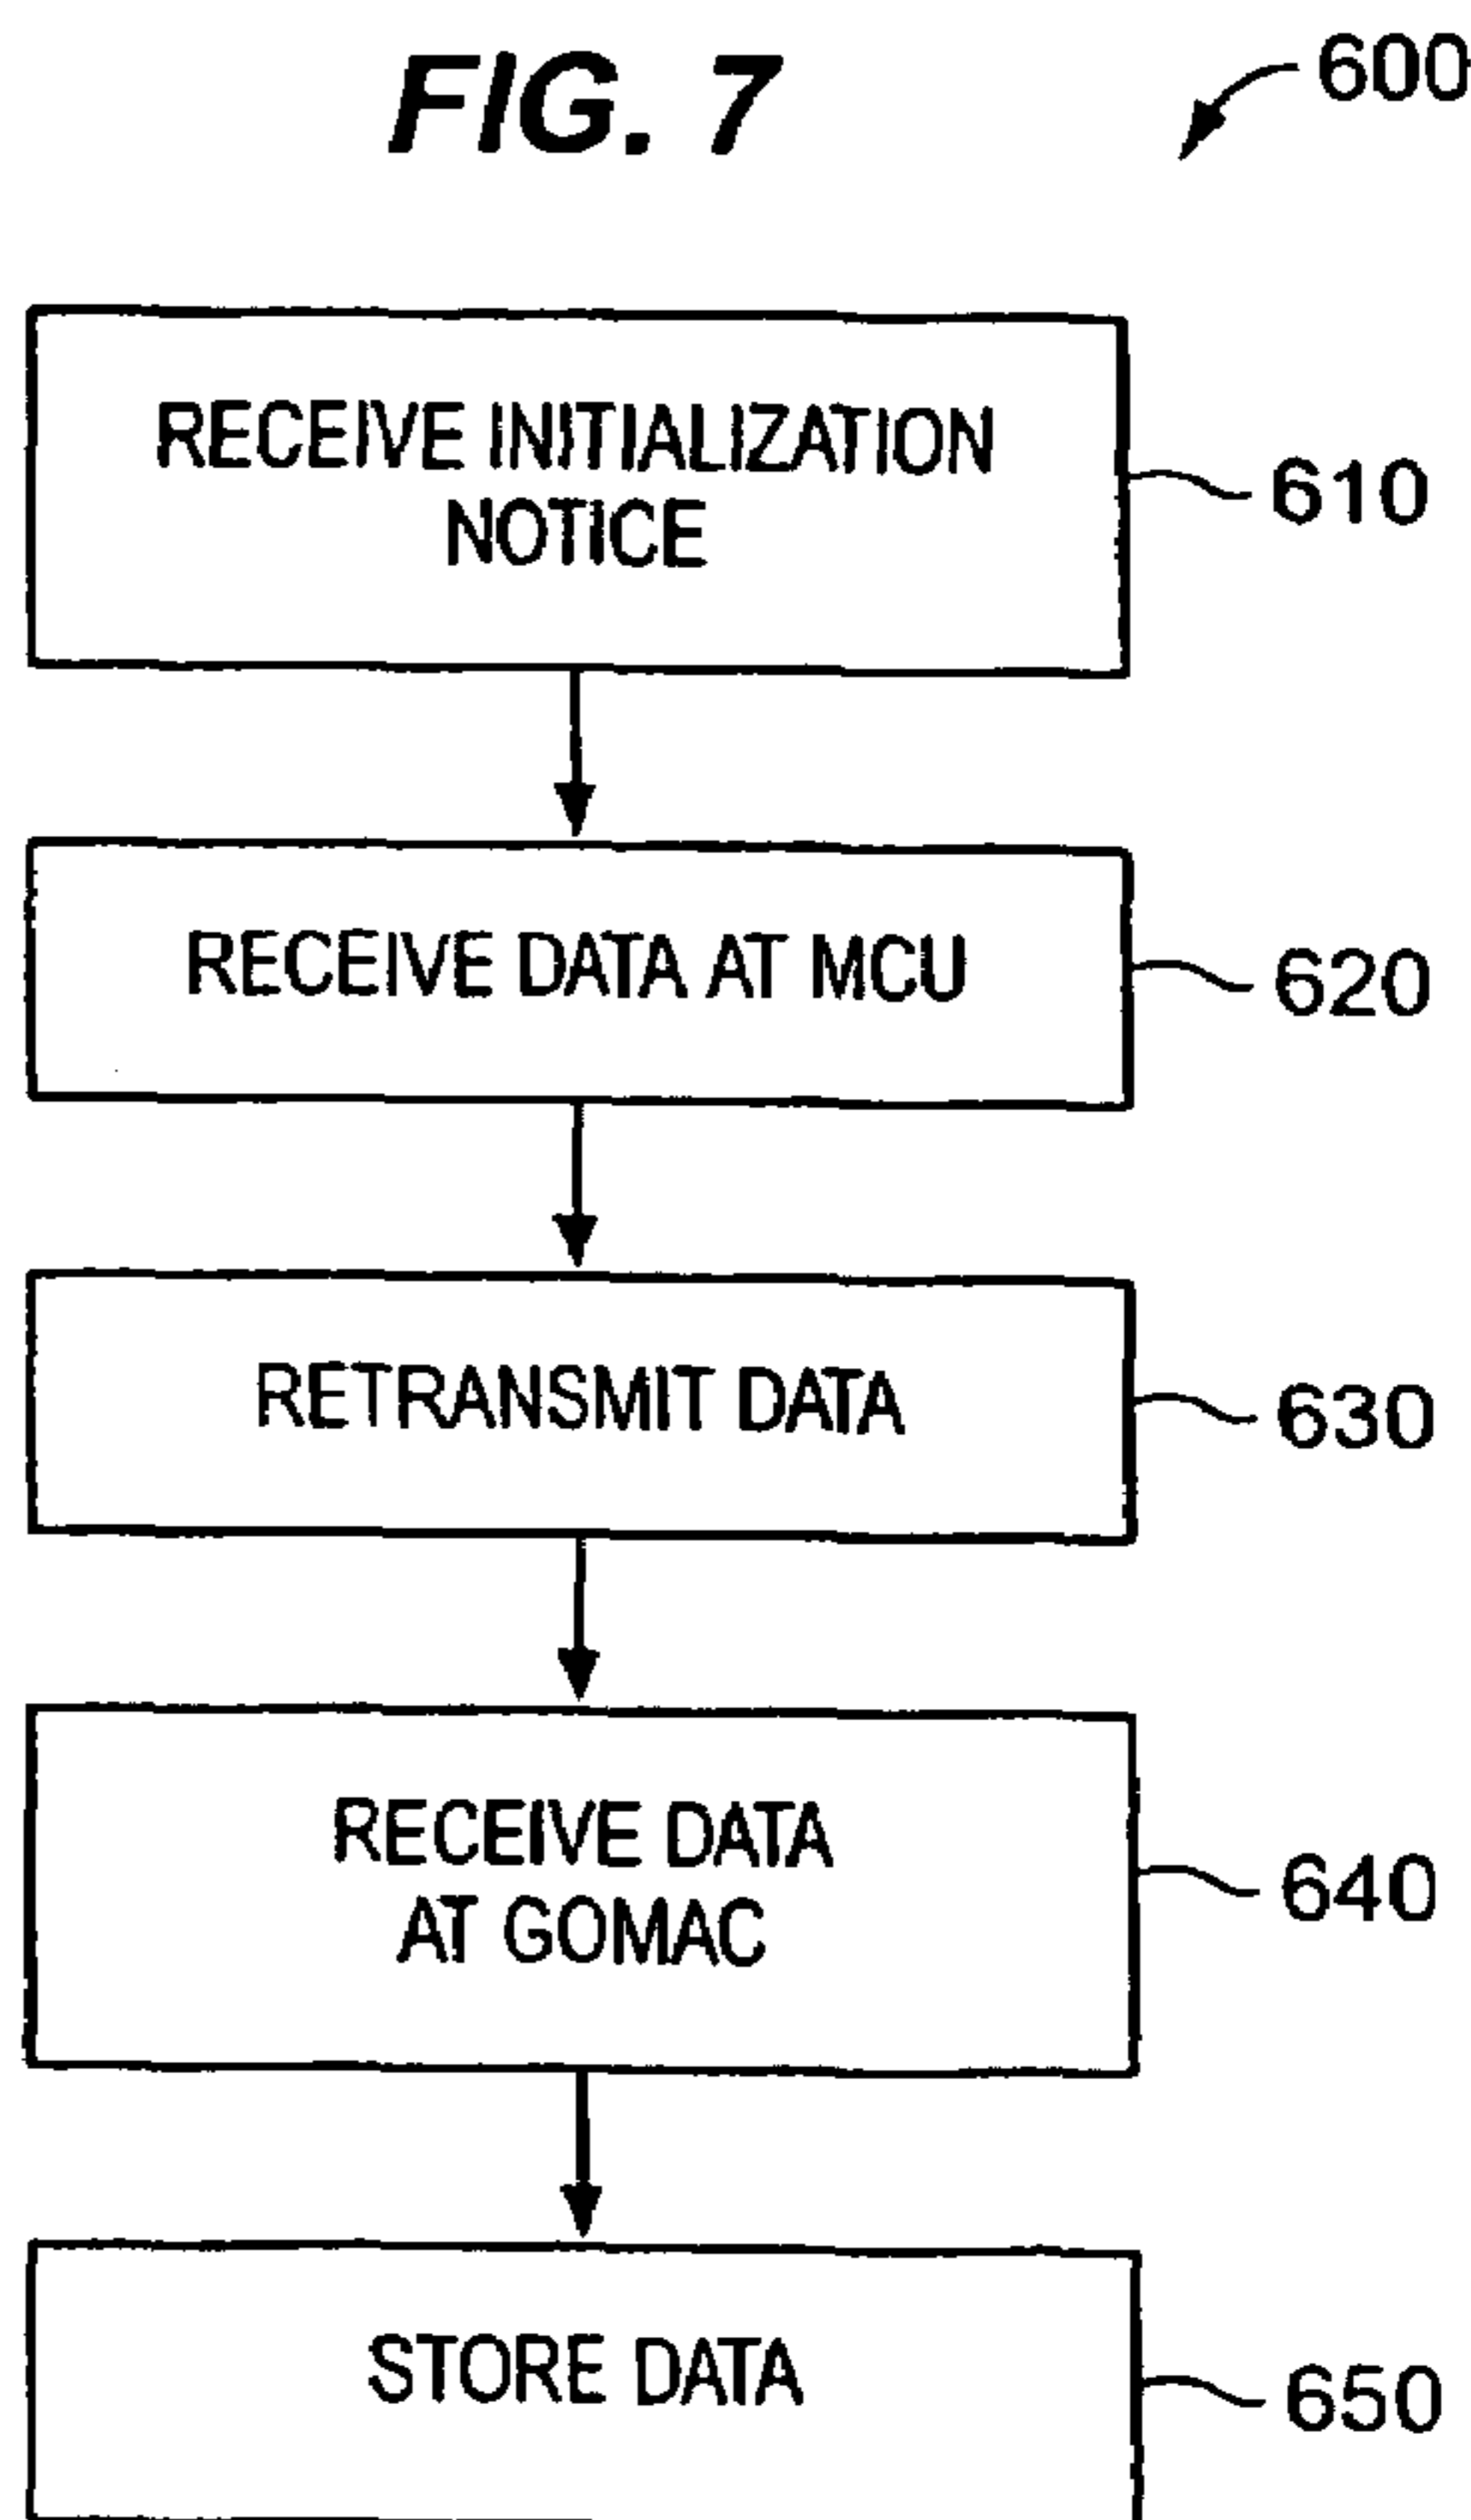 FIG. 7
600
RECEIVE INITIALIZATION
NOTICE
610
RECEIVE DATA AT MCU
620
RETRANSMIT DATA
630
RECEIVE DATA
AT GOMAC
640
STORE DATA
650